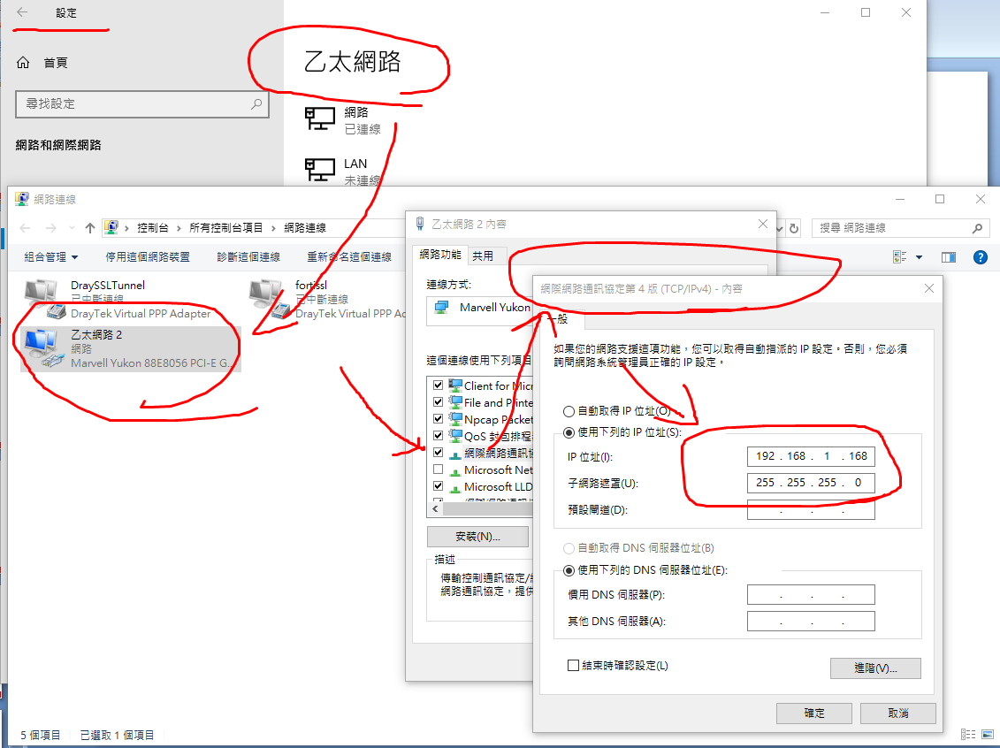 設定
首頁
尋找設定
網路和網際網路
乙太網路
網路
已連線
LAN
未連線
網路連線
控制台 › 所有控制台項目 › 網路連線
搜尋 網路連線
組合管理 停用這個網路裝置 診斷這個連線 重新命名這個連線
DraySSLTunnel
已中斷連線
DrayTek Virtual PPP Adapter
fortissl
已中斷連線
DrayTek Virtual PPP Ad
乙太網路 2
網路
Marvell Yukon 88E8056 PCI-E G...
5 個項目 已選取 1 個項目
乙太網路 2 內容
網路功能 共用
連線方式:
Marvell Yukon
這個連線使用下列項目
Client for Micr
File and Printe
Npcap Packet
QoS 封包排程
網際網路通訊協
Microsoft Net
Microsoft LLD
安裝(N)...
描述
傳輸控制通訊協定/
網路通訊協定，提供
網際網路通訊協定第 4 版 (TCP/IPv4) - 內容
一般
如果您的網路支援這項功能，您可以取得自動指派的 IP 設定。否則，您必須
詢問網路系統管理員正確的 IP 設定。
自動取得 IP 位址(O)
使用下列的 IP 位址(S):
IP 位址(I): 192 . 168 . 1 . 168
子網路遮罩(U): 255 . 255 . 255 . 0
預設閘道(D): . . .
自動取得 DNS 伺服器位址(B)
使用下列的 DNS 伺服器位址(E):
慣用 DNS 伺服器(P): . . .
其他 DNS 伺服器(A): . . .
結束時確認設定(L)
進階(V)...
確定 取消